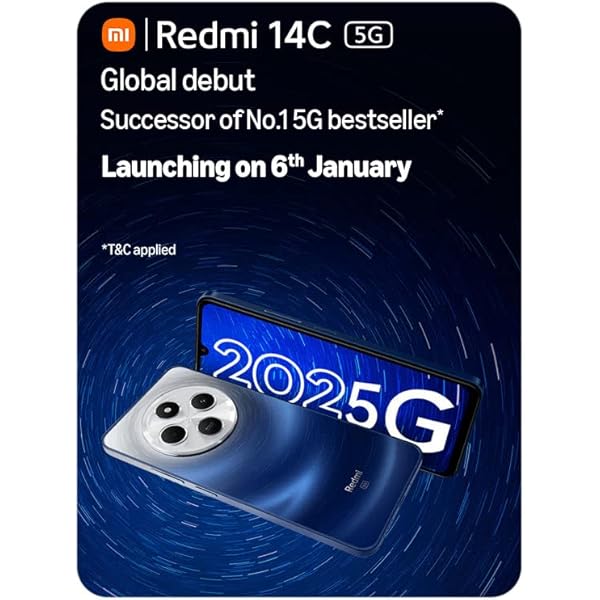 mi | Redmi 14C 5G
Global debut
Successor of No.1 5G bestseller*
Launching on 6th January
*T&C applied
2025G
Redmi 5G